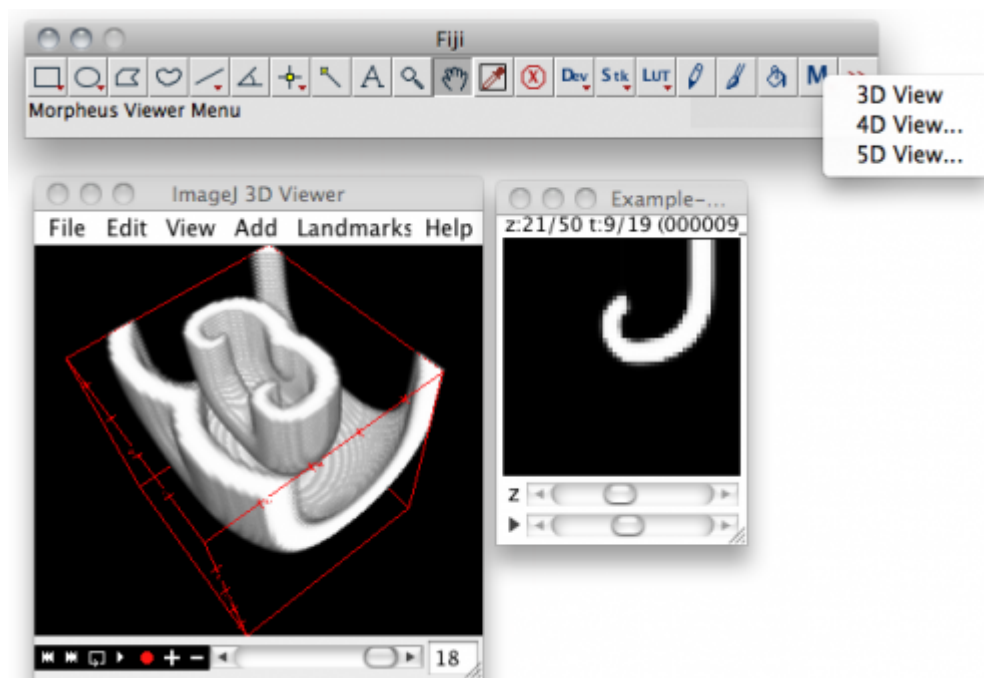 Fiji
A Dev Stk LUT M >>
Morpheus Viewer Menu
3D View
4D View...
5D View...
ImageJ 3D Viewer
File Edit View Add Landmarks Help
18
Example-...
z:21/50 t:9/19 (000009_
z